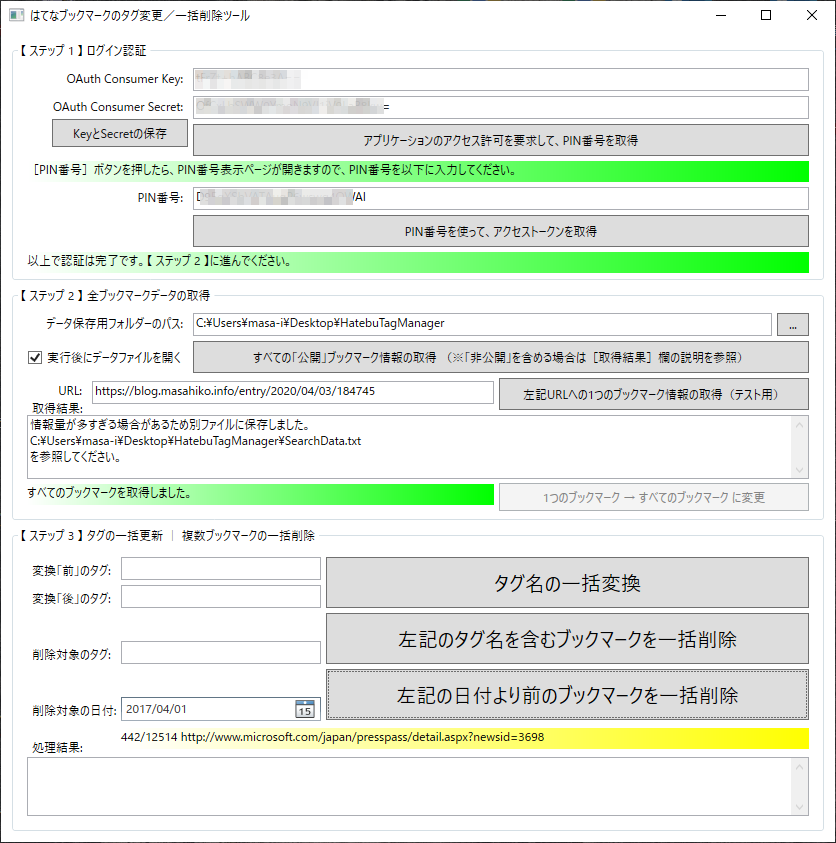 はてなブックマークのタグ変更／一括削除ツール
【 ステップ 1 】 ログイン認証
OAuth Consumer Key:
OAuth Consumer Secret: =
KeyとSecretの保存
アプリケーションのアクセス許可を要求して、PIN番号を取得
［PIN番号］ボタンを押したら、PIN番号表示ページが開きますので、PIN番号を以下に入力してください。
PIN番号:
PIN番号を使って、アクセストークンを取得
以上で認証は完了です。【 ステップ 2 】に進んでください。
【 ステップ 2 】 全ブックマークデータの取得
データ保存用フォルダーのパス: C:¥Users¥masa-i¥Desktop¥HatebuTagManager ...
実行後にデータファイルを開く すべての「公開」ブックマーク情報の取得 （※「非公開」を含める場合は［取得結果］欄の説明を参照）
URL: https://blog.masahiko.info/entry/2020/04/03/184745 左記URLへの1つのブックマーク情報の取得（テスト用）
取得結果:
情報量が多すぎる場合があるため別ファイルに保存しました。
C:¥Users¥masa-i¥Desktop¥HatebuTagManager¥SearchData.txt
を参照してください。
すべてのブックマークを取得しました。 1つのブックマーク → すべてのブックマーク に変更
【 ステップ 3 】 タグの一括更新 ｜ 複数ブックマークの一括削除
変換「前」のタグ:
タグ名の一括変換
変換「後」のタグ:
左記のタグ名を含むブックマークを一括削除
削除対象のタグ:
左記の日付より前のブックマークを一括削除
削除対象の日付: 2017/04/01 15
442/12514 http://www.microsoft.com/japan/presspass/detail.aspx?newsid=3698
処理結果: